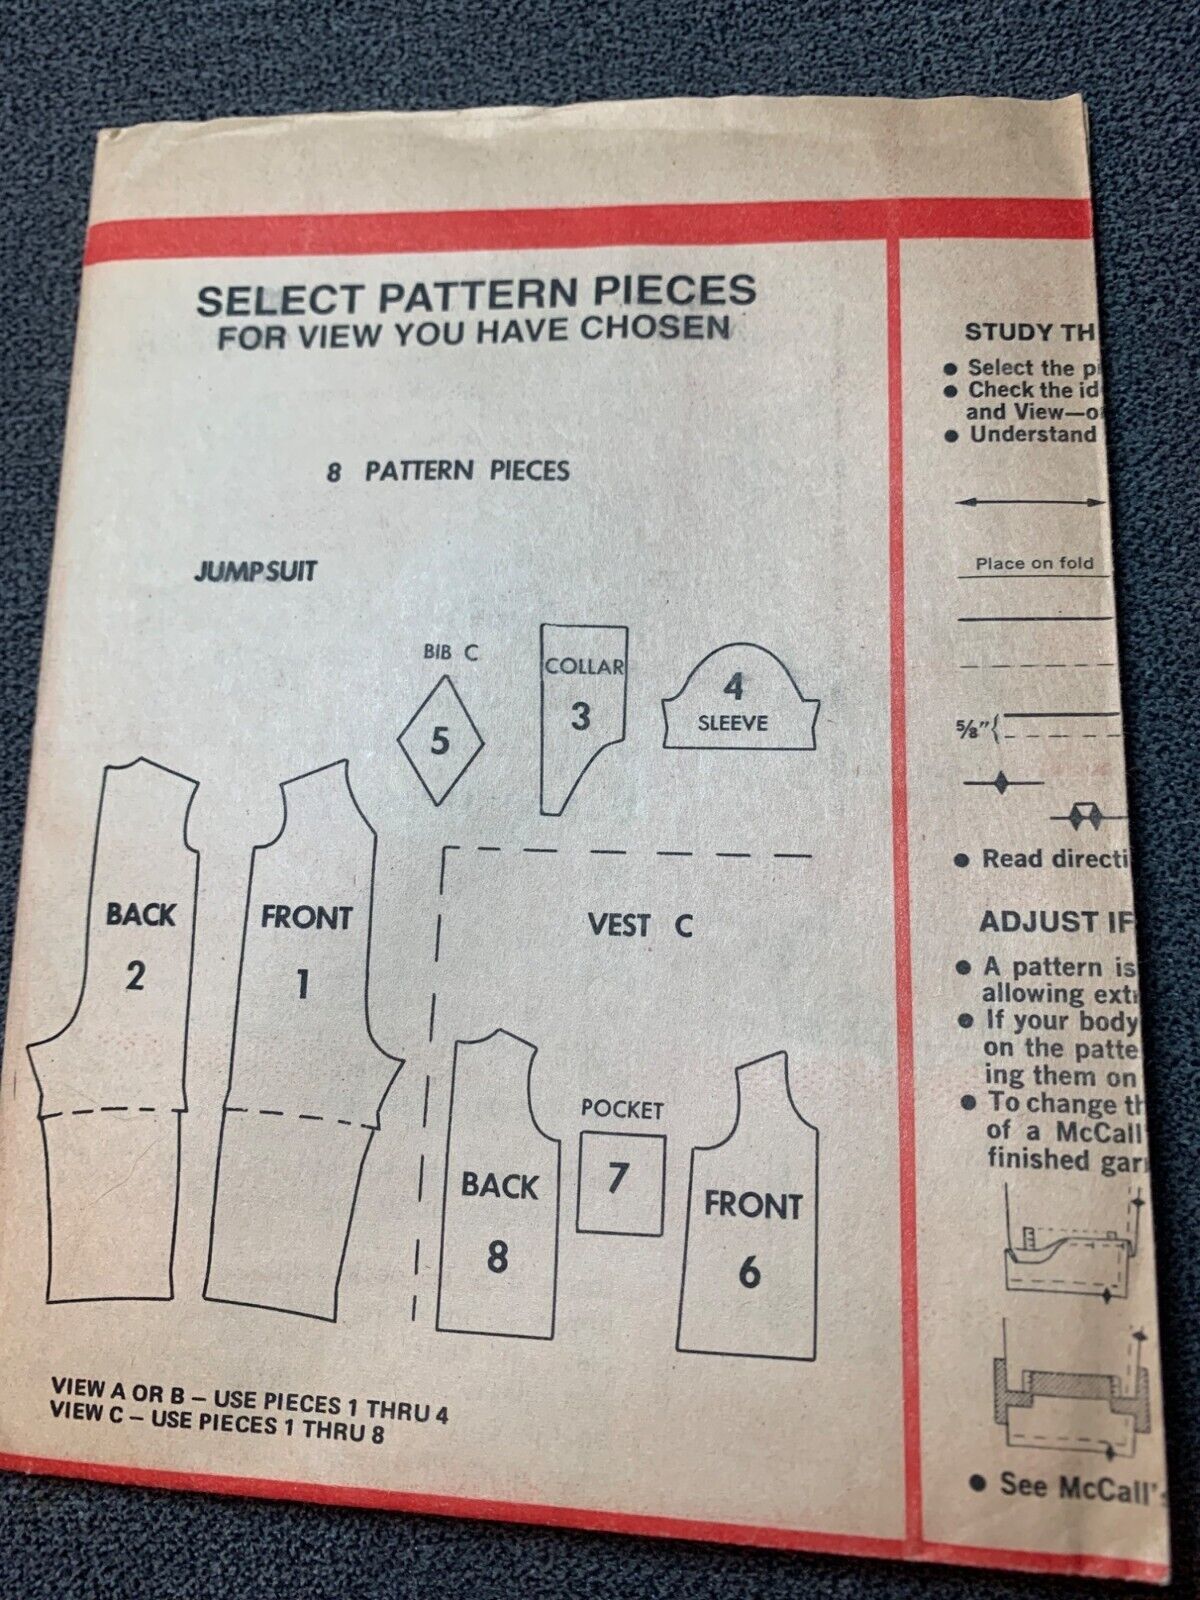 SELECT PATTERN PIECES
FOR VIEW YOU HAVE CHOSEN
8 PATTERN PIECES
JUMPSUIT
BIB C
5
COLLAR
3
4
SLEEVE
BACK
2
FRONT
1
VEST C
BACK
8
POCKET
7
FRONT
6
VIEW A OR B – USE PIECES 1 THRU 4
VIEW C – USE PIECES 1 THRU 8
STUDY TH
● Select the p
● Check the id
and View—o
● Understand
Place on fold
5/8"
● Read directi
ADJUST IF
● A pattern is
allowing ext
● If your body
on the patte
ing them on
● To change th
of a McCall'
finished gar
● See McCall'